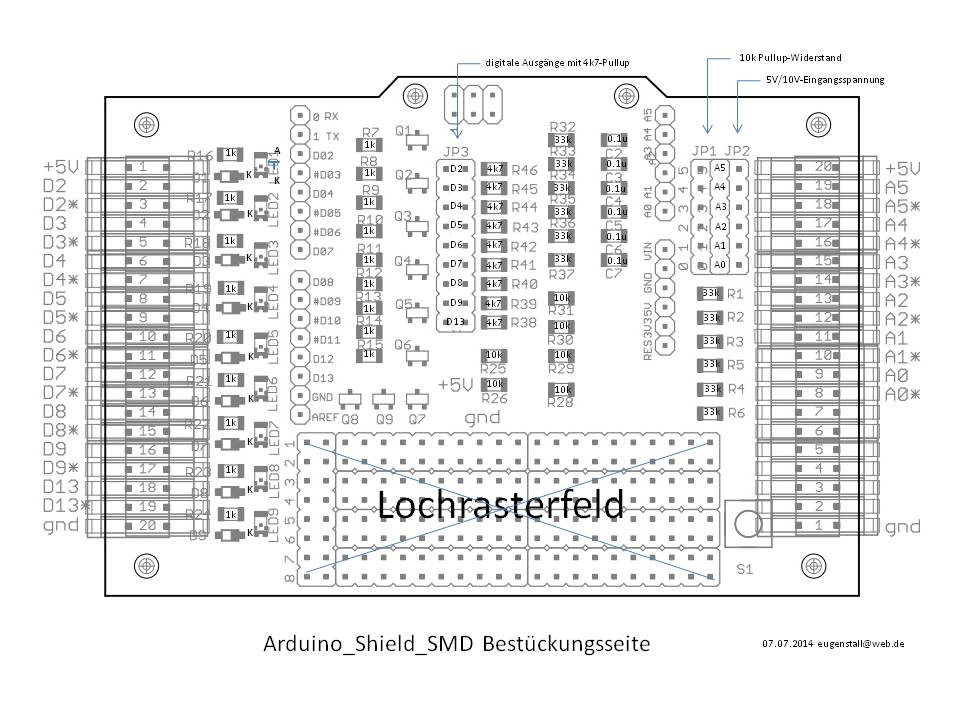 10k Pullup-Widerstand
digitale Ausgänge mit 4k7-Pullup
5V/10V-Eingangsspannung
+5V
D2
D2*
D3
D3*
D4
D4*
D5
D5*
D6
D6*
D7
D7*
D8
D8*
D9
D9*
D13
D13*
gnd
1
2
3
4
5
6
7
8
9
10
11
12
13
14
15
16
17
18
19
20
R16 1k
D1 K
R17 1k
D2 K
R18 1k
D3 K
R19 1k
D4 K
R20 1k
D5 K
R21 1k
D6 K
R22 1k
D7 K
R23 1k
D8 K
R24 1k
D9 K
A
K
LED2
LED3
LED4
LED5
LED6
LED7
LED8
LED9
0 RX
1 TX
D02
#D03
D04
#D05
#D06
D07
D08
#D09
#D10
#D11
D12
D13
GND
AREF
R7
1k
R8
1k
R9
1k
R10
1k
R11
1k
R12
1k
R13
1k
R14
1k
R15
1k
Q1
Q2
Q3
Q4
Q5
Q6
Q8 Q9 Q7
JP3
D2 4k7 R46
D3 4k7 R45
D4 4k7 R44
D5 4k7 R43
D6 4k7 R42
D7 4k7 R41
D8 4k7 R40
D9 4k7 R39
D13 4k7 R38
10k
R25
10k
R26
+5V
gnd
R32
33k
R33
33k
R34
33k
R35
33k
R36
33k
33k
R37
10k
R31
10k
R30
10k
R29
10k
R28
0.1u
C2
0.1u
C3
0.1u
C4
0.1u
C5
0.1u
C6
0.1u
C7
A5
A4
A3
A1
A0
VIN
GND
5V
3V3
RES
JP1 JP2
0 1 2 3 4 5
A5
A4
A3
A2
A1
A0
33k R1
33k R2
33k R3
33k R5
33k R4
33k R6
20
19
18
17
16
15
14
13
12
11
10
9
8
7
6
5
4
3
2
1
+5V
A5
A5*
A4
A4*
A3
A3*
A2
A2*
A1
A1*
A0
A0*
gnd
1
2
3
4
5
6
7
8
Lochrasterfeld
S1
Arduino_Shield_SMD Bestückungsseite
07.07.2014 eugenstall@web.de